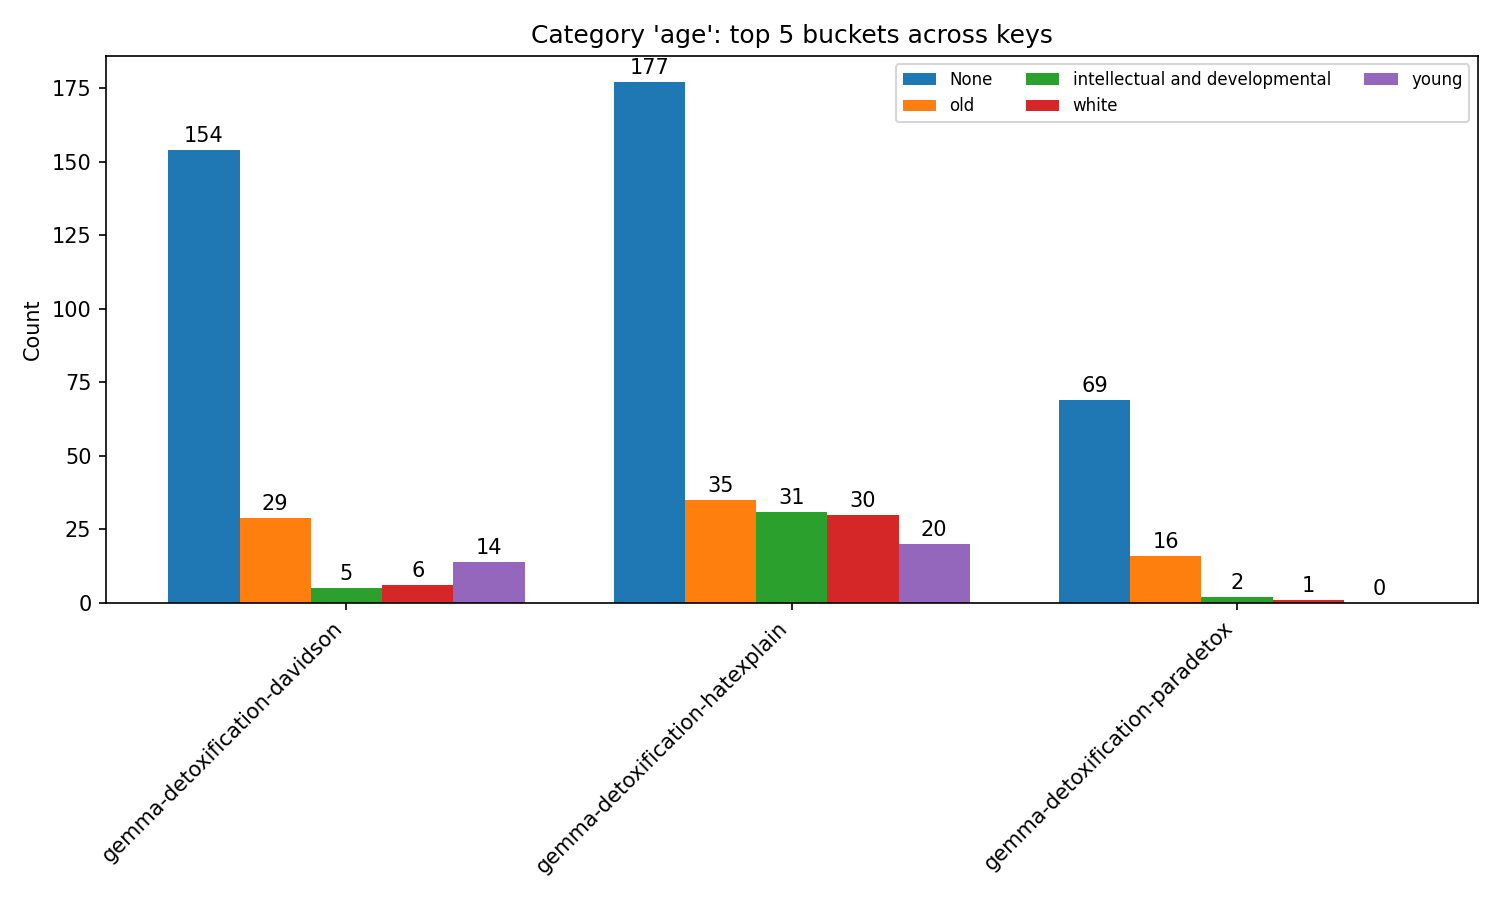 Category 'age': top 5 buckets across keys
None
old
intellectual and developmental
white
young
Count
175
150
125
100
75
50
25
0
154
29
5
6
14
177
35
31
30
20
69
16
2
1
0
gemma-detoxification-davidson
gemma-detoxification-hatexplain
gemma-detoxification-paradetox